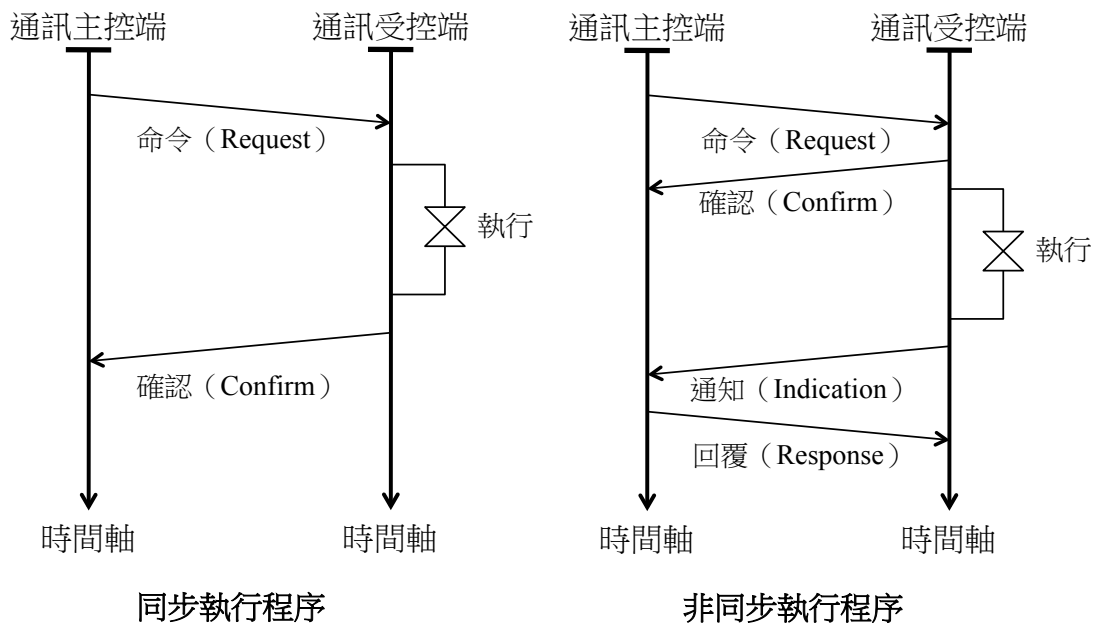 通訊主控端
通訊受控端
命令（Request）
執行
確認（Confirm）
時間軸
時間軸
同步執行程序
通訊主控端
通訊受控端
命令（Request）
確認（Confirm）
執行
通知（Indication）
回覆（Response）
時間軸
時間軸
非同步執行程序